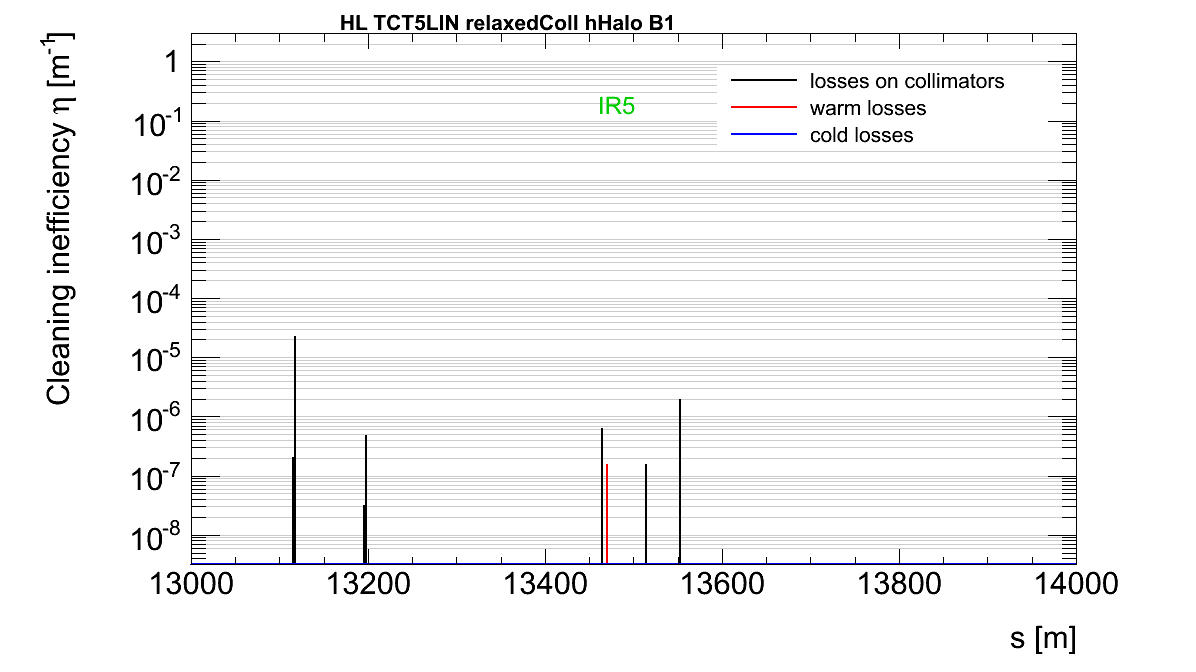 HL TCT5LIN relaxedColl hHalo B1
Cleaning inefficiency η [m⁻¹]
1
10⁻¹
10⁻²
10⁻³
10⁻⁴
10⁻⁵
10⁻⁶
10⁻⁷
10⁻⁸
IR5
losses on collimators
warm losses
cold losses
13000 13200 13400 13600 13800 14000
s [m]